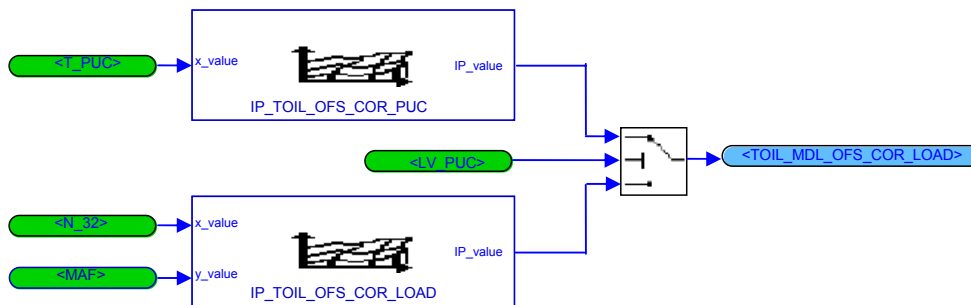 <T_PUC>
x_value
IP_value
IP_TOIL_OFS_COR_PUC
<LV_PUC>
<TOIL_MDL_OFS_COR_LOAD>
<N_32>
x_value
<MAF>
y_value
IP_value
IP_TOIL_OFS_COR_LOAD